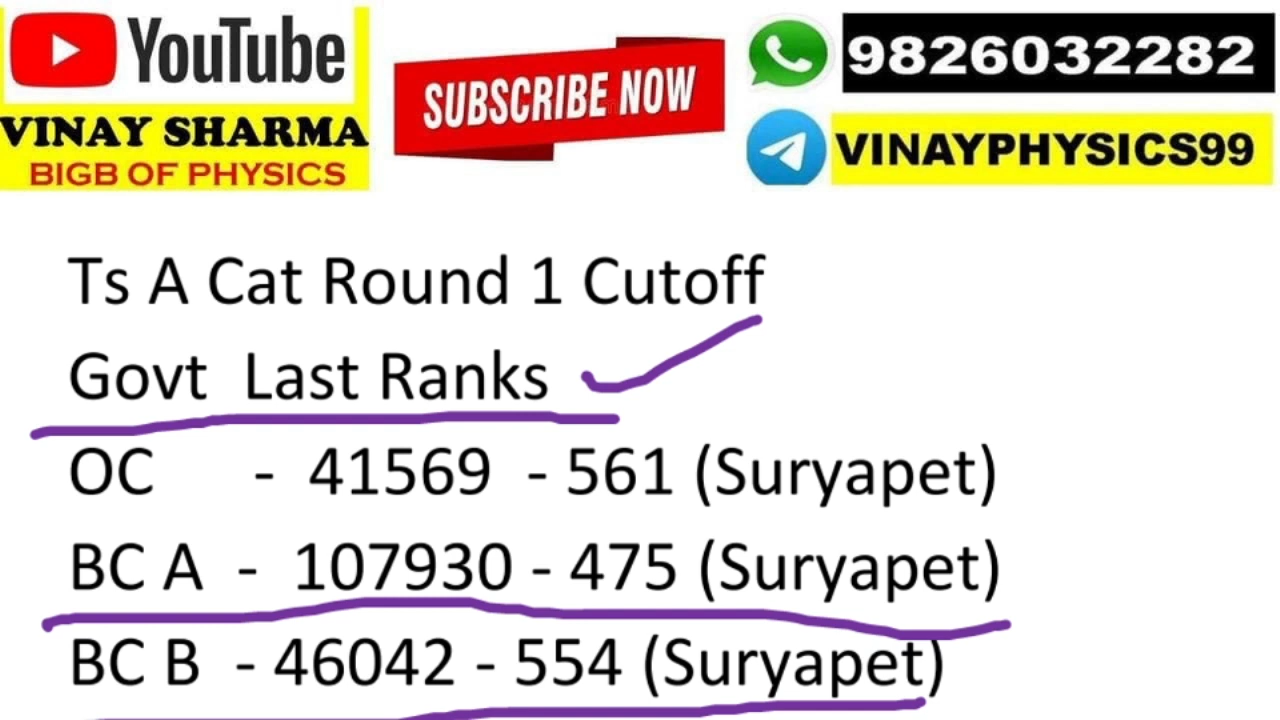 YouTube
VINAY SHARMA
BIGB OF PHYSICS
SUBSCRIBE NOW
9826032282
VINAYPHYSICS99
Ts A Cat Round 1 Cutoff
Govt Last Ranks
OC - 41569 - 561 (Suryapet)
BC A - 107930 - 475 (Suryapet)
BC B - 46042 - 554 (Suryapet)